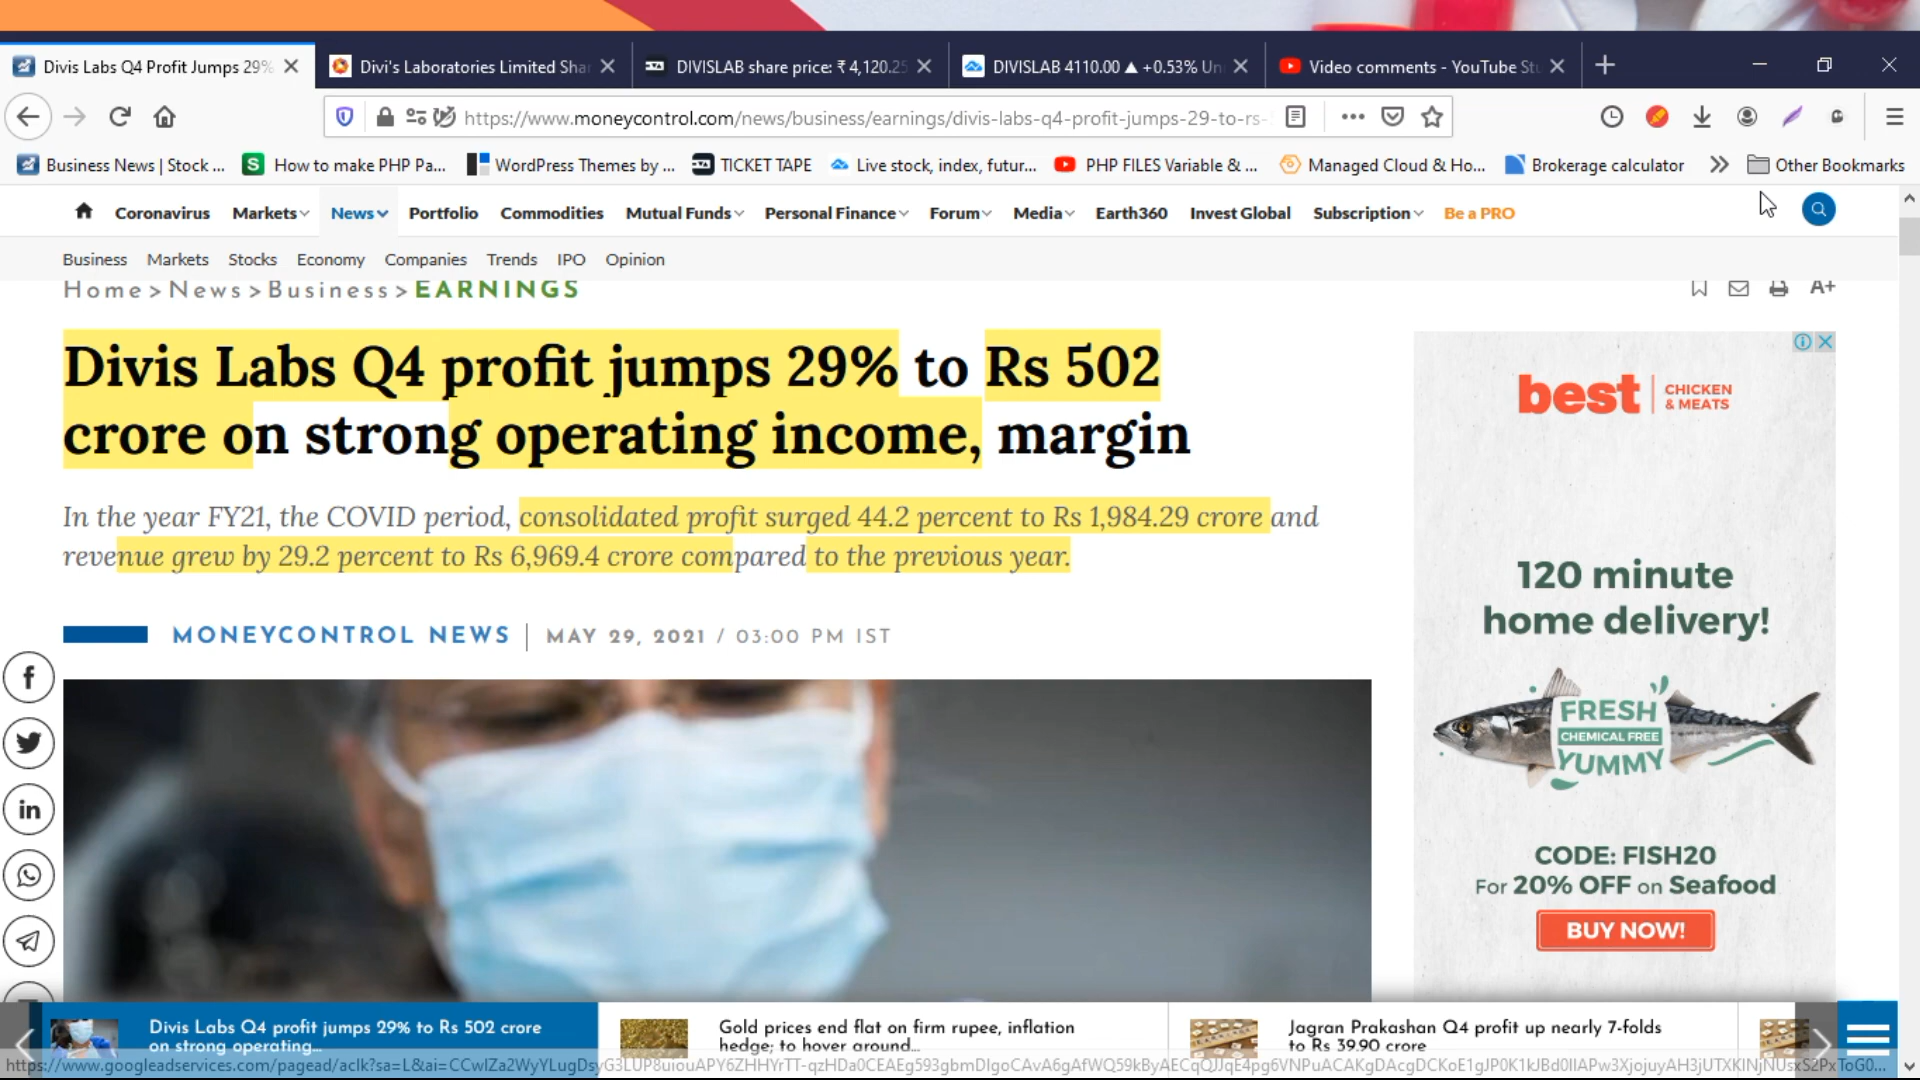 Divis Labs Q4 Profit Jumps 29%
Divi's Laboratories Limited Sha
DIVISLAB share price: ₹ 4,120.25
DIVISLAB 4110.00 ▲ +0.53% Un
Video comments - YouTube Stu
https://www.moneycontrol.com/news/business/earnings/divis-labs-q4-profit-jumps-29-to-rs-
Business News | Stock ...
How to make PHP Pa...
WordPress Themes by ...
TICKET TAPE
Live stock, index, futur...
PHP FILES Variable & ...
Managed Cloud & Ho...
Brokerage calculator
Other Bookmarks
Coronavirus Markets News Portfolio Commodities Mutual Funds Personal Finance Forum Media Earth360 Invest Global Subscription Be a PRO
Business Markets Stocks Economy Companies Trends IPO Opinion
Home > News > Business > EARNINGS
A+
Divis Labs Q4 profit jumps 29% to Rs 502
crore on strong operating income, margin
In the year FY21, the COVID period, consolidated profit surged 44.2 percent to Rs 1,984.29 crore and
revenue grew by 29.2 percent to Rs 6,969.4 crore compared to the previous year.
MONEYCONTROL NEWS | MAY 29, 2021 / 03:00 PM IST
best | CHICKEN
& MEATS
120 minute
home delivery!
FRESH
CHEMICAL FREE
YUMMY
CODE: FISH20
For 20% OFF on Seafood
BUY NOW!
Divis Labs Q4 profit jumps 29% to Rs 502 crore
on strong operating...
Gold prices end flat on firm rupee, inflation
hedge; to hover around...
Jagran Prakashan Q4 profit up nearly 7-folds
to Rs 39.90 crore